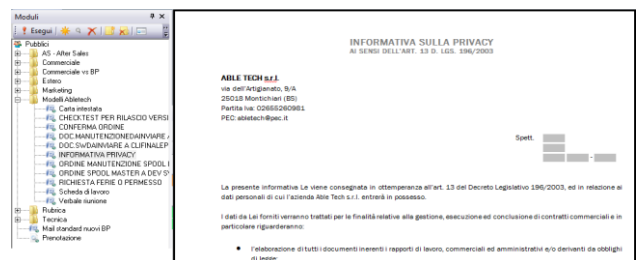 Moduli
Esegui
Pubblici
AS - After Sales
Commerciale
Commerciale vs BP
Estero
Marketing
Modelli Abletech
Carta intestata
CHECKTEST PER RILASCIO VERSI
CONFERMA ORDINE
DOC.MANUTENZIONEDAINVIARE A
DOC.SWDAINVIARE A CLIFINALEP
INFORMATIVA PRIVACY
ORDINE MANUTENZIONE SPOOL I
ORDINE SPOOL MASTER A DEV SV
RICHIESTA FERIE O PERMESSO
Scheda di lavoro
Verbale riunione
Rubrica
Tecnica
Mail standard nuovi BP
Prenotazione
INFORMATIVA SULLA PRIVACY
AI SENSI DELL'ART. 13 D. LGS. 196/2003
ABLE TECH s.r.l.
via dell'Artigianato, 9/A
25018 Montichiari (BS)
Partita Iva: 02655260981
PEC: abletech@pec.it
Spett.
-
La presente informativa Le viene consegnata in ottemperanza all'art. 13 del Decreto Legislativo 196/2003, ed in relazione ai
dati personali di cui l'azienda Able Tech s.r.l. entrerà in possesso.
I dati da Lei forniti verranno trattati per le finalità relative alla gestione, esecuzione ed conclusione di contratti commerciali e in
particolare riguarderanno:
• l'elaborazione di tutti i documenti inerenti i rapporti di lavoro, commerciali ed amministrativi e/o derivanti da obblighi
di legge;